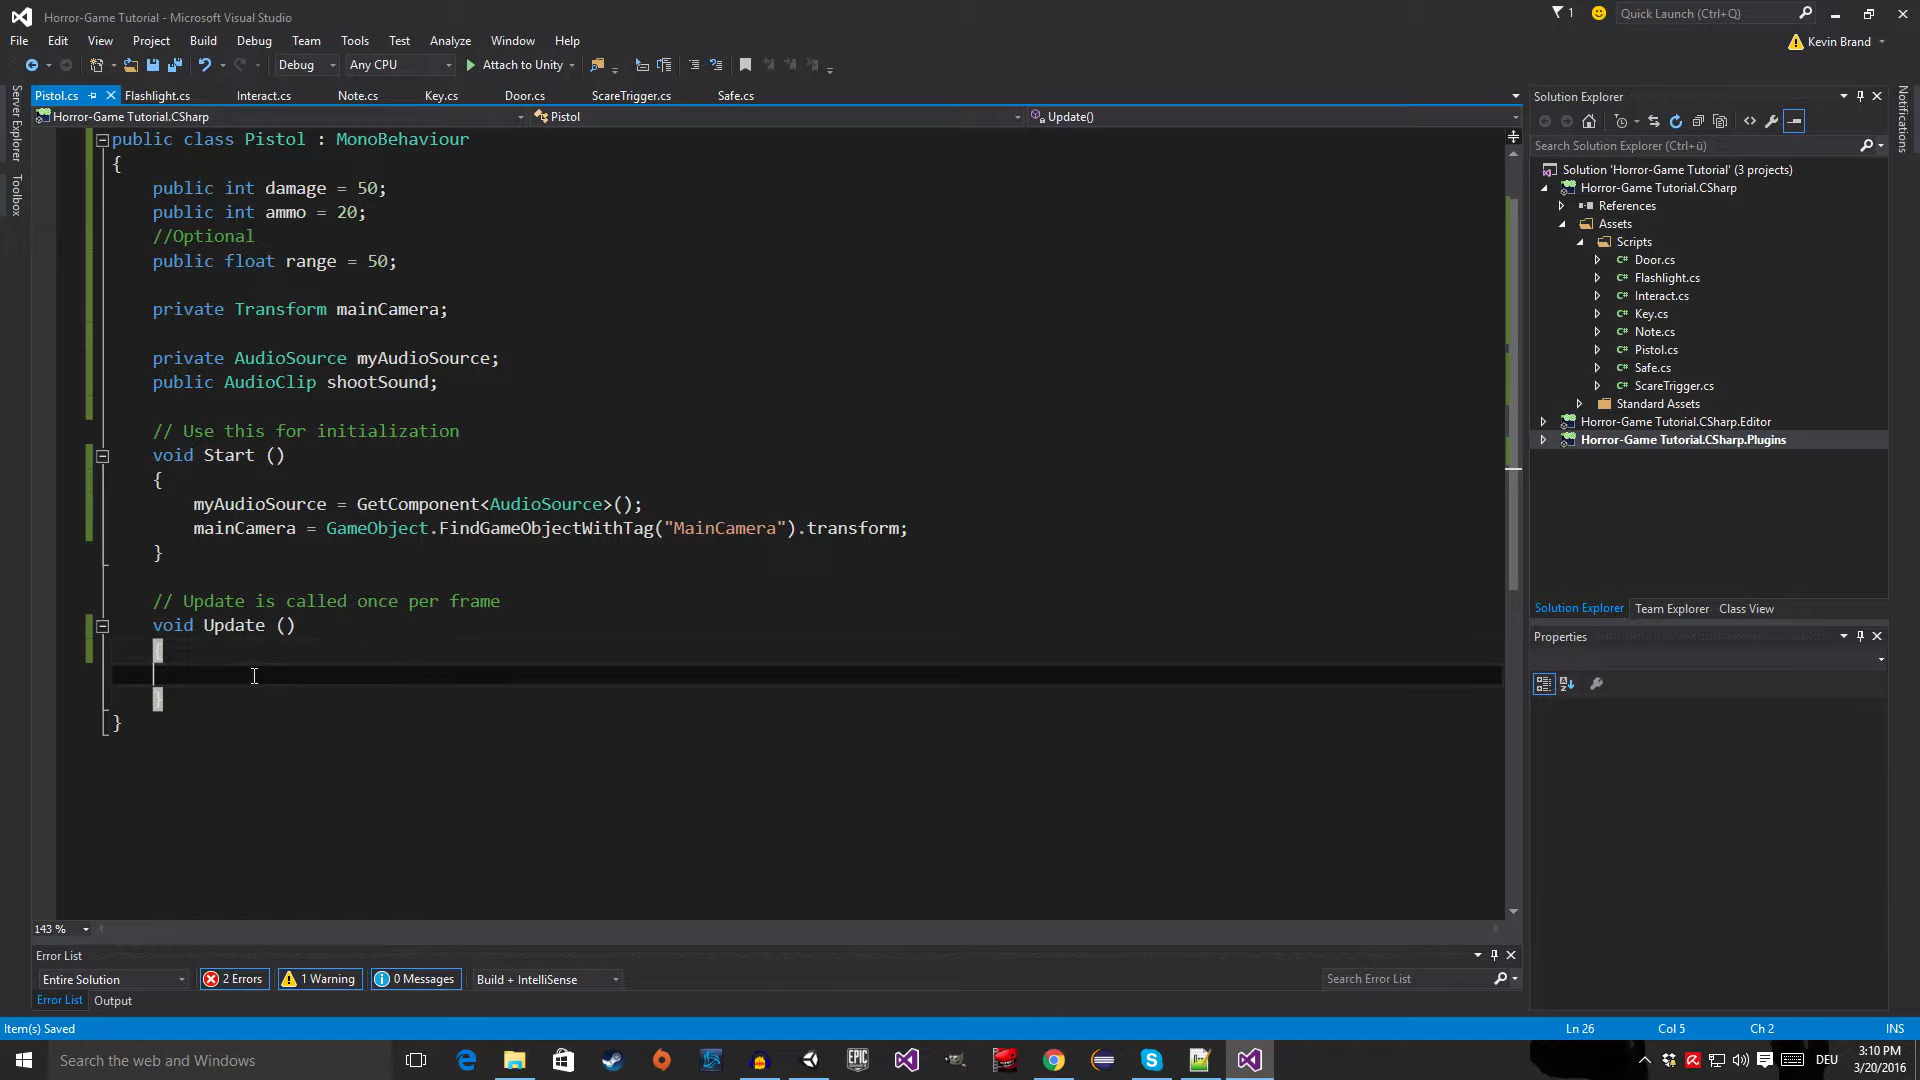 Horror-Game Tutorial - Microsoft Visual Studio
1
Quick Launch (Ctrl+Q)
File Edit View Project Build Debug Team Tools Test Analyze Window Help
Kevin Brand
Debug Any CPU Attach to Unity
Server Explorer
Toolbox
Notifications
Pistol.cs Flashlight.cs Interact.cs Note.cs Key.cs Door.cs ScareTrigger.cs Safe.cs
Horror-Game Tutorial.CSharp Pistol Update()
public class Pistol : MonoBehaviour
{
public int damage = 50;
public int ammo = 20;
//Optional
public float range = 50;
private Transform mainCamera;
private AudioSource myAudioSource;
public AudioClip shootSound;
// Use this for initialization
void Start ()
{
myAudioSource = GetComponent<AudioSource>();
mainCamera = GameObject.FindGameObjectWithTag("MainCamera").transform;
}
// Update is called once per frame
void Update ()
{
}
}
143 %
Solution Explorer
Search Solution Explorer (Ctrl+ü)
Solution 'Horror-Game Tutorial' (3 projects)
Horror-Game Tutorial.CSharp
References
Assets
Scripts
C# Door.cs
C# Flashlight.cs
C# Interact.cs
C# Key.cs
C# Note.cs
C# Pistol.cs
C# Safe.cs
C# ScareTrigger.cs
Standard Assets
Horror-Game Tutorial.CSharp.Editor
Horror-Game Tutorial.CSharp.Plugins
Solution Explorer Team Explorer Class View
Properties
Error List
Entire Solution 2 Errors 1 Warning 0 Messages Build + IntelliSense Search Error List
Error List Output
Item(s) Saved Ln 26 Col 5 Ch 2 INS
Search the web and Windows
EPIC GAMES
DEU
3:10 PM
3/20/2016